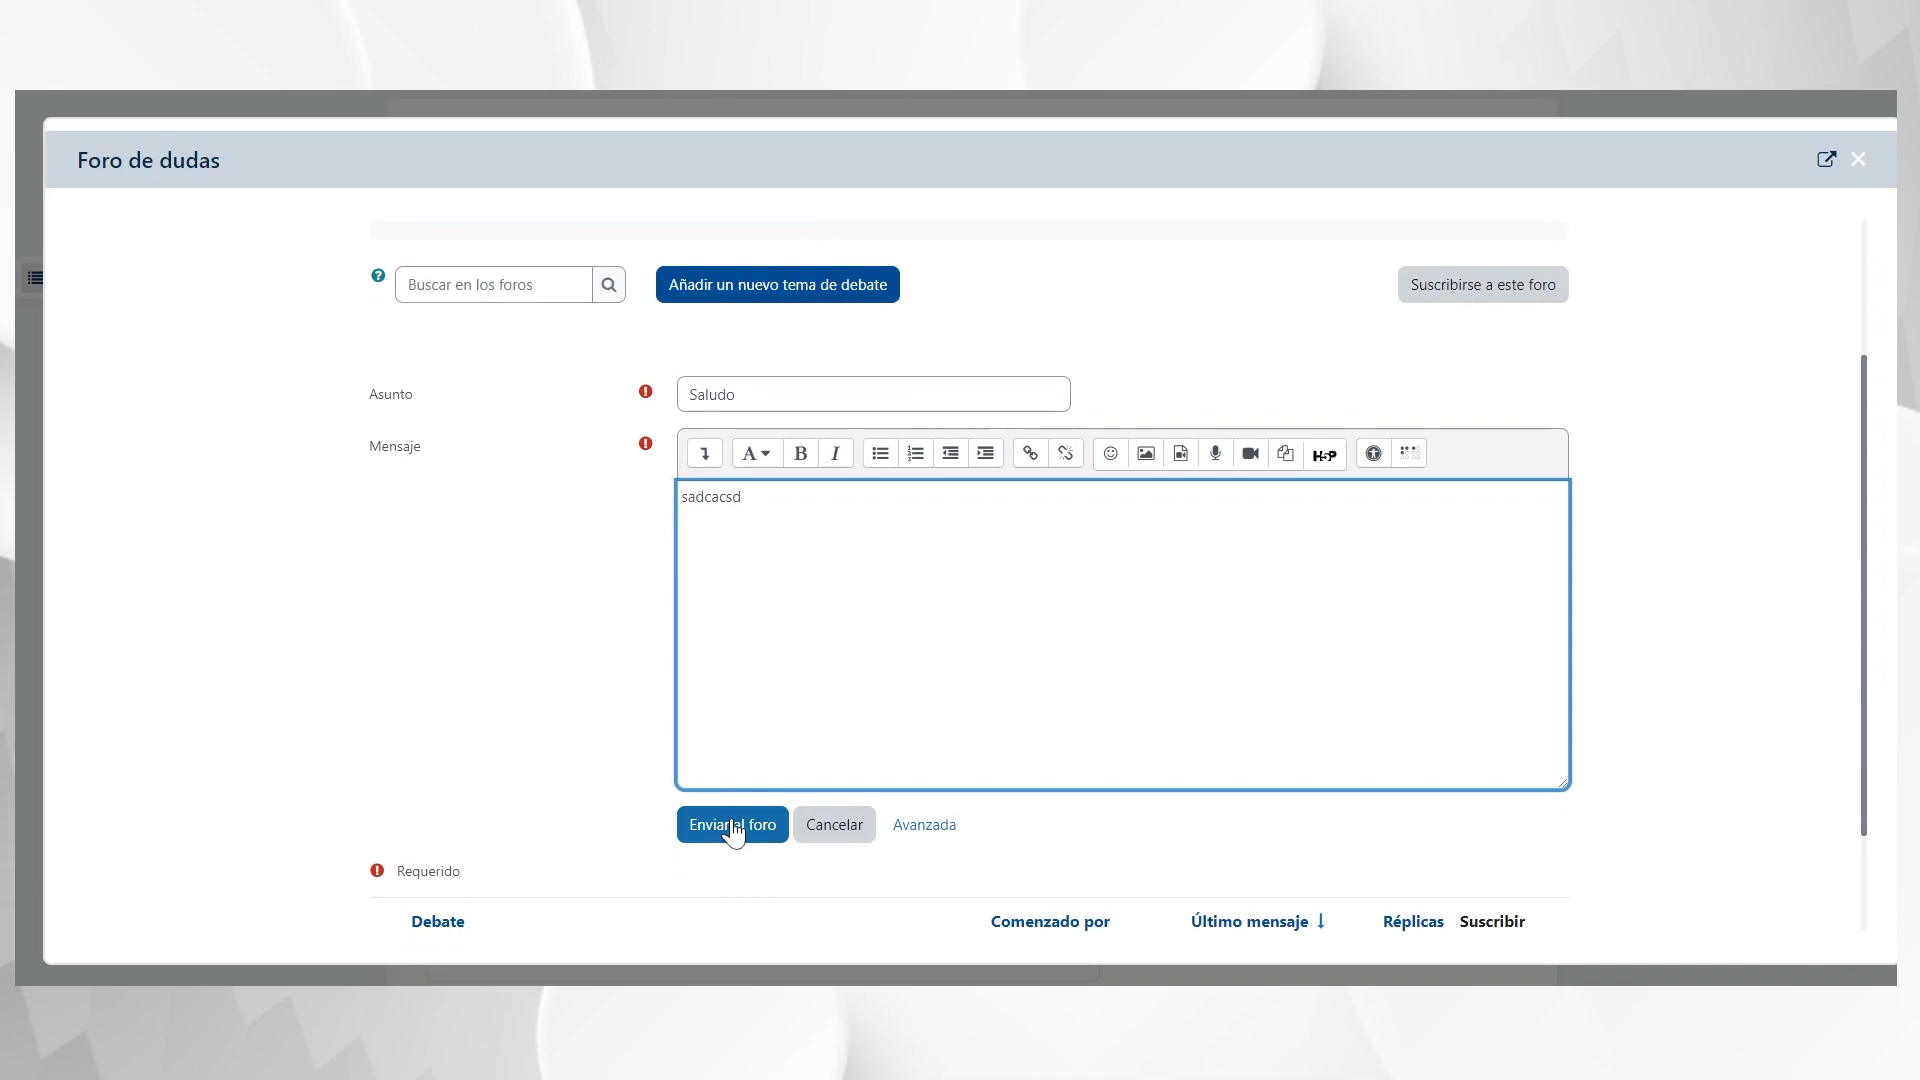 Foro de dudas
Buscar en los foros
Añadir un nuevo tema de debate
Suscribirse a este foro
Asunto
Saludo
Mensaje
A B I H5P
sadcacsd
Enviar al foro Cancelar Avanzada
Requerido
Debate Comenzado por Último mensaje Réplicas Suscribir